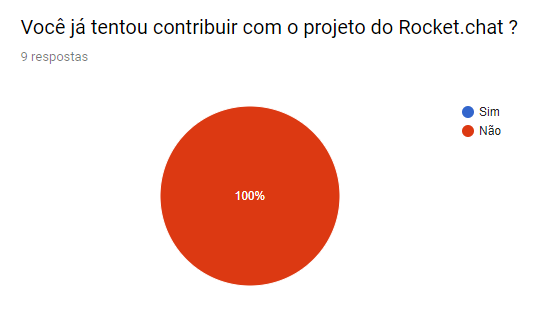 Você já tentou contribuir com o projeto do Rocket.chat ?
9 respostas
Sim
Não
100%